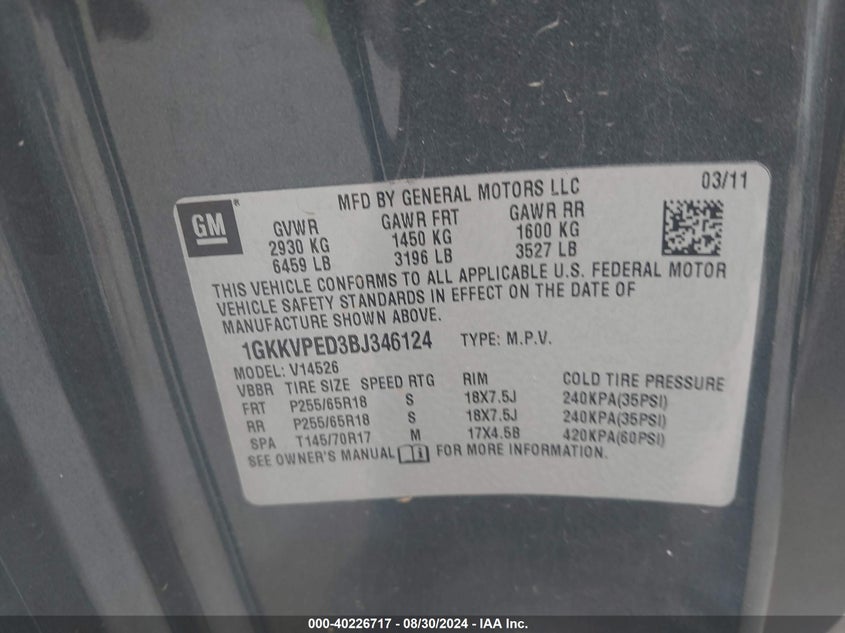 GM®
MFD BY GENERAL MOTORS LLC 03/11
GVWR GAWR FRT GAWR RR
2930 KG 1450 KG 1600 KG
6459 LB 3196 LB 3527 LB
THIS VEHICLE CONFORMS TO ALL APPLICABLE U.S. FEDERAL MOTOR
VEHICLE SAFETY STANDARDS IN EFFECT ON THE DATE OF
MANUFACTURE SHOWN ABOVE.
1GKKVPED3BJ346124 TYPE: M.P.V.
MODEL: V14526
VBBR TIRE SIZE SPEED RTG RIM COLD TIRE PRESSURE
FRT P255/65R18 S 18X7.5J 240KPA(35PSI)
RR P255/65R18 S 18X7.5J 240KPA(35PSI)
SPA T145/70R17 M 17X4.5B 420KPA(60PSI)
SEE OWNER'S MANUAL FOR MORE INFORMATION.
000-40226717 - 08/30/2024 - IAA Inc.